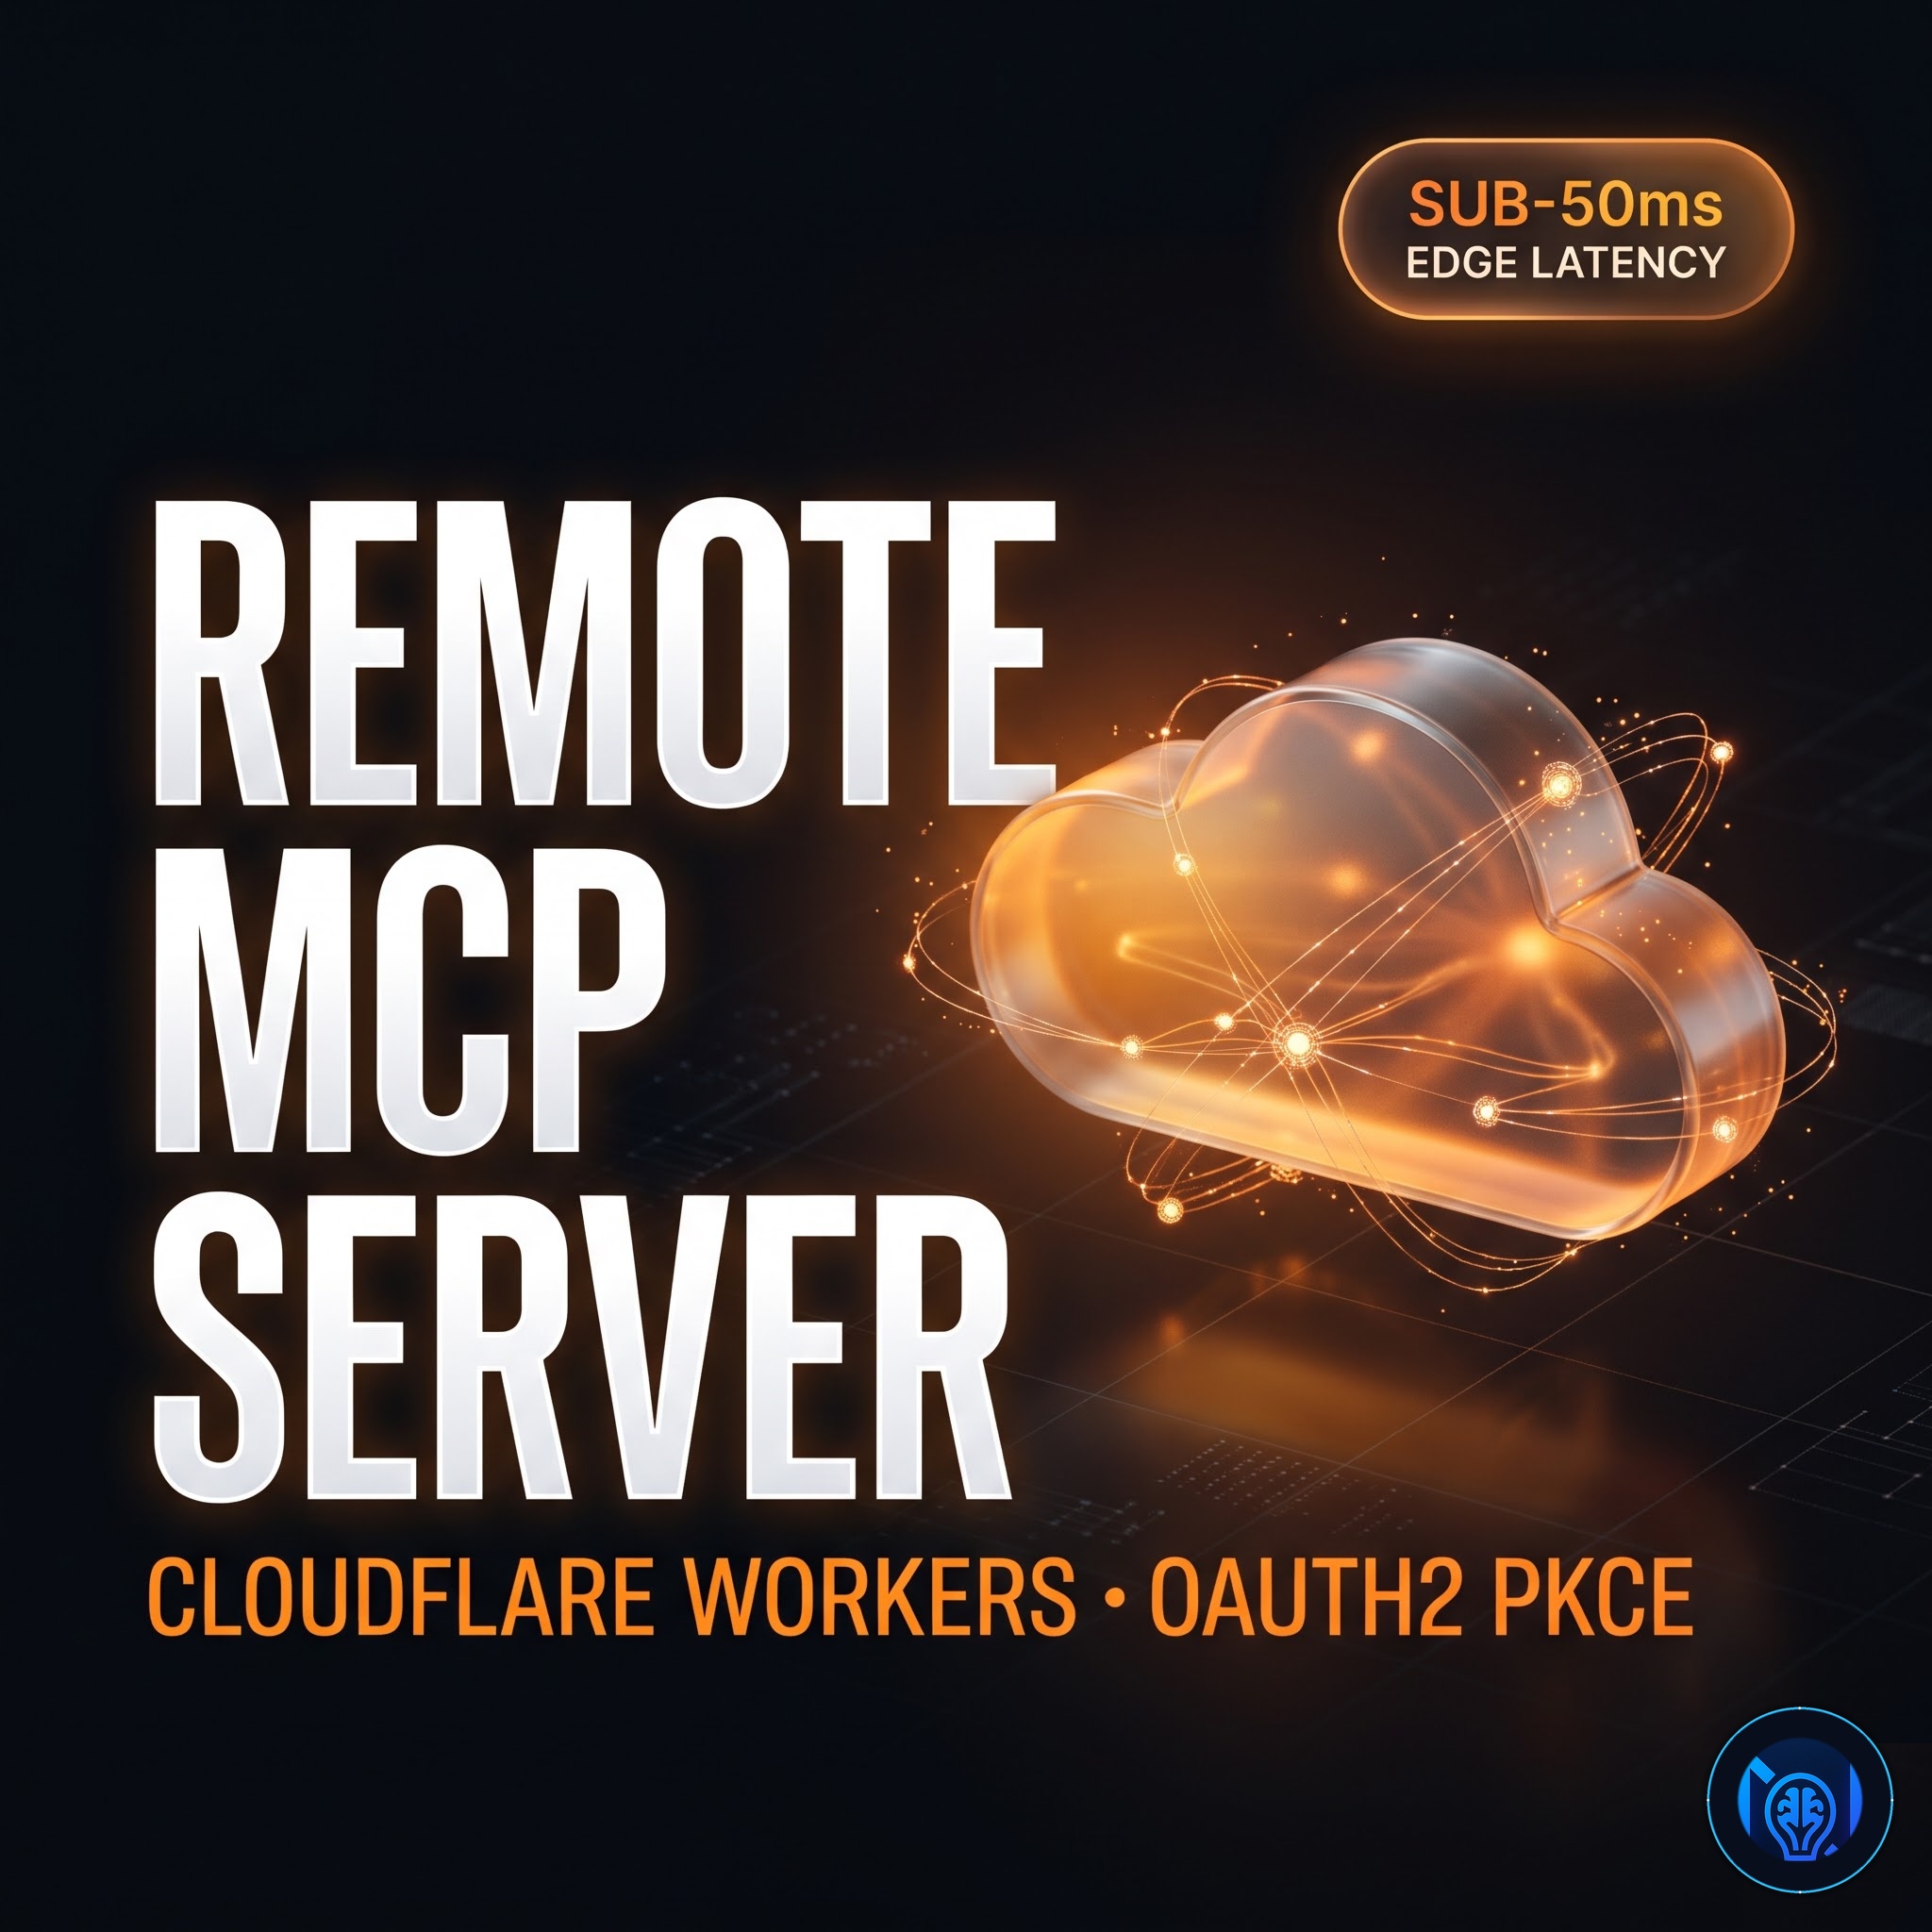 SUB-50ms
EDGE LATENCY
REMOTE
MCP
SERVER
CLOUDFLARE WORKERS • OAUTH2 PKCE